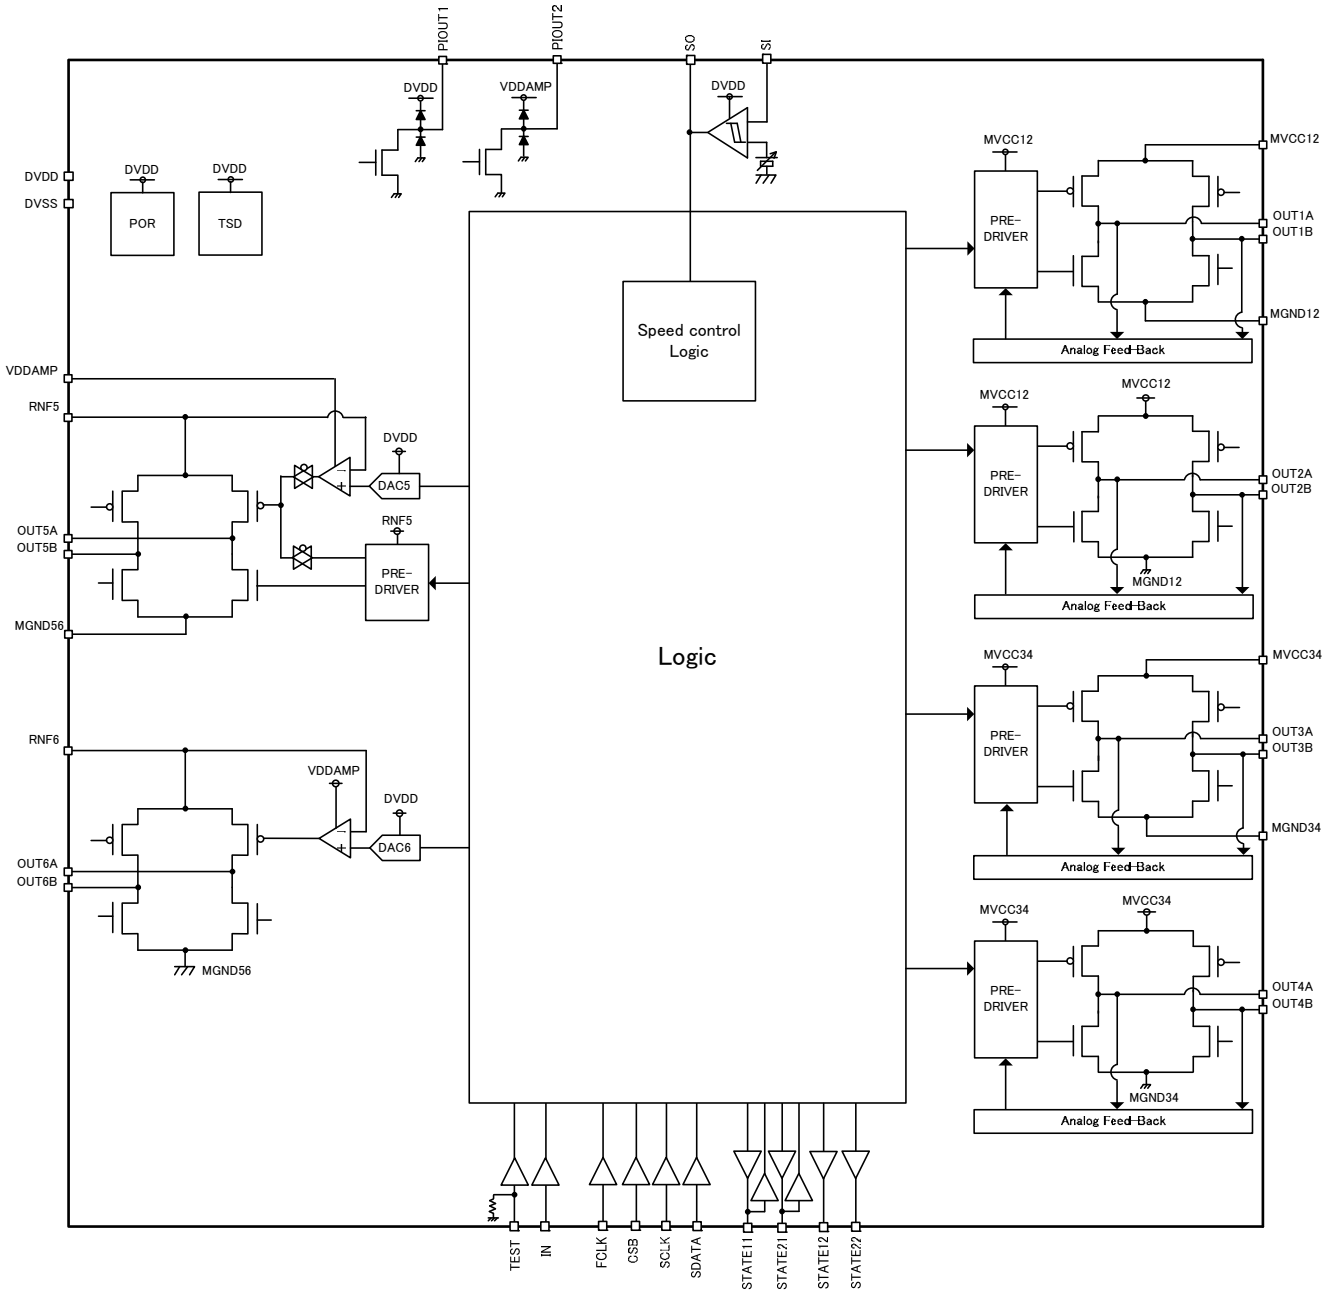 PIOUT1
PIOUT2
SO
SI
DVDD
VDDAMP
DVDD
MVCC12
MVCC12
DVDD
DVSS
DVDD
DVDD
POR
TSD
PRE-
DRIVER
OUT1A
OUT1B
MGND12
Analog Feed-Back
Speed control
Logic
VDDAMP
RNF5
MVCC12
MVCC12
DVDD
DAC5
PRE-
DRIVER
OUT2A
OUT2B
RNF5
OUT5A
OUT5B
PRE-
DRIVER
MGND12
Analog Feed-Back
MGND56
Logic
MVCC34
MVCC34
RNF6
PRE-
DRIVER
OUT3A
OUT3B
VDDAMP
DVDD
DAC6
MGND34
Analog Feed-Back
OUT6A
OUT6B
MVCC34
MVCC34
MGND56
PRE-
DRIVER
OUT4A
OUT4B
MGND34
Analog Feed-Back
TEST
IN
FCLK
CSB
SCLK
SDATA
STATE11
STATE21
STATE12
STATE22
-
+
-
+